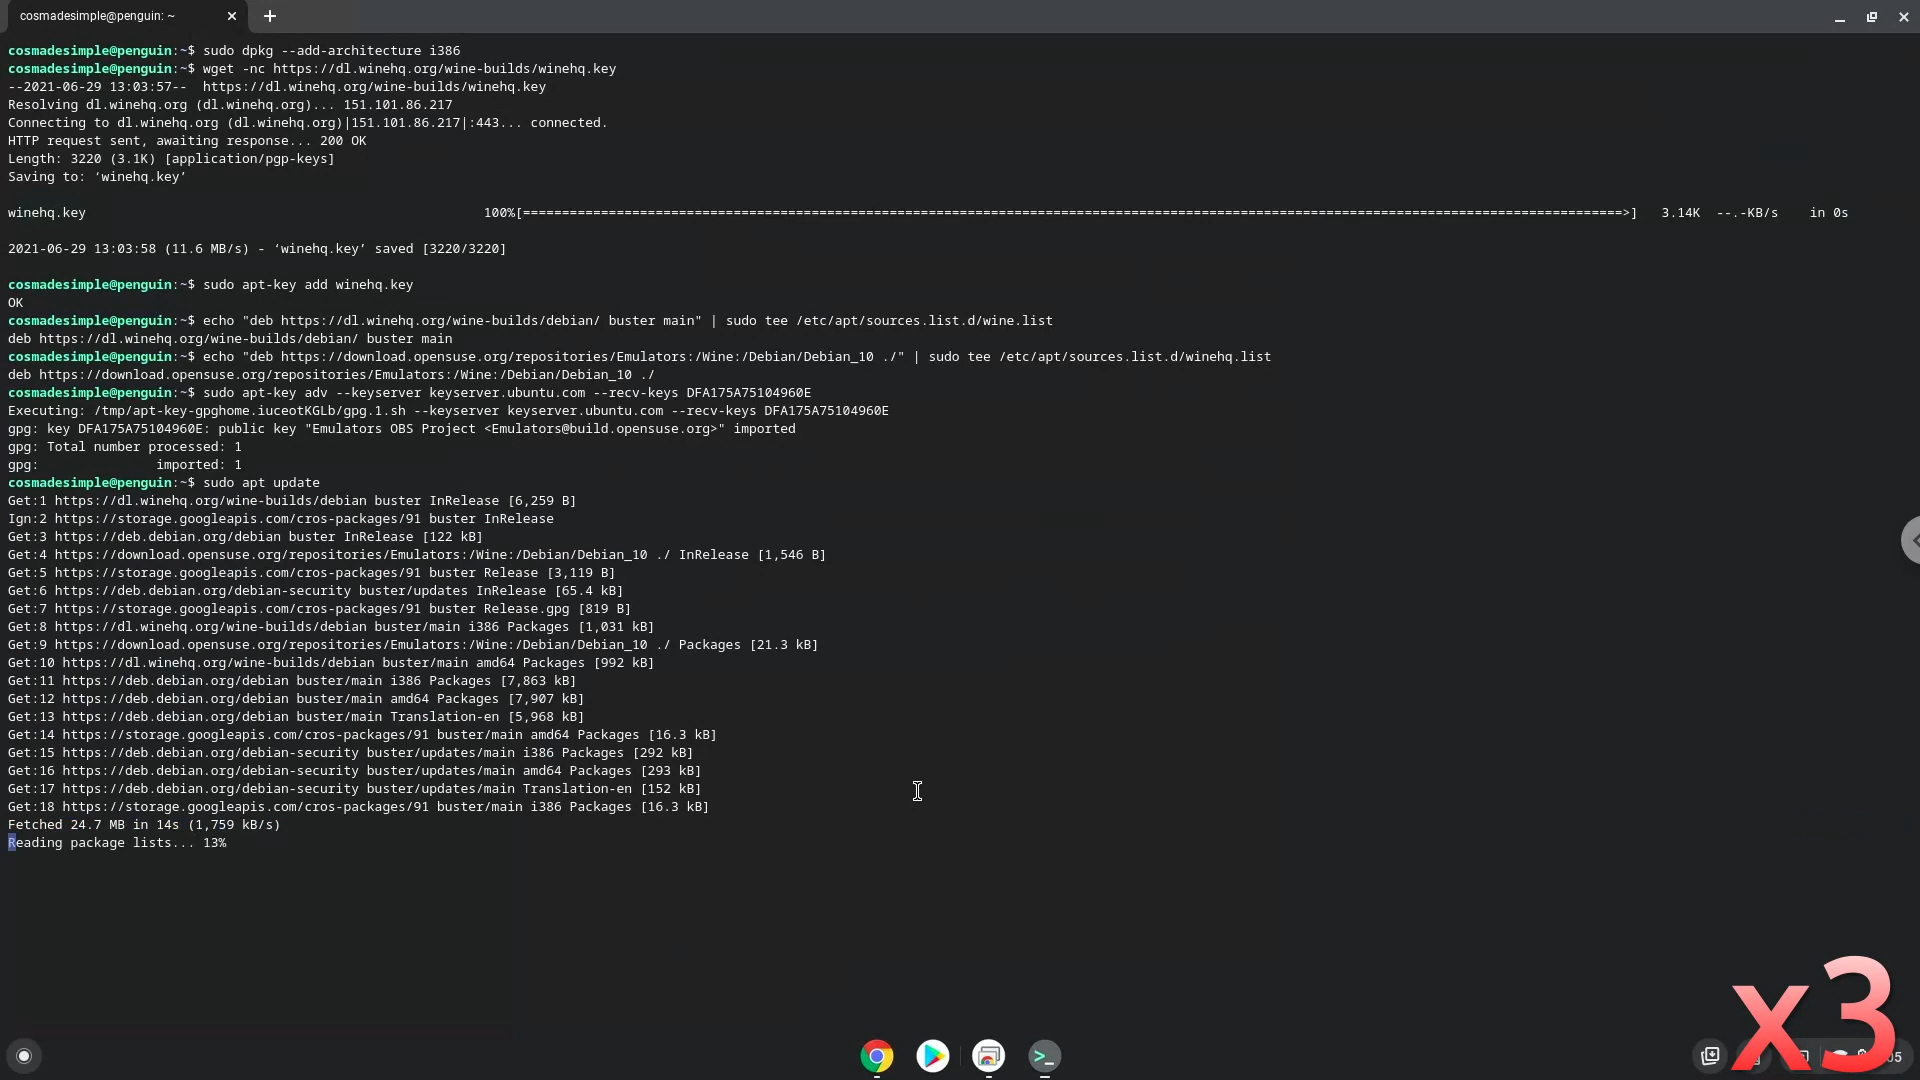 cosmadesimple@penguin: ~
cosmadesimple@penguin:~$ sudo dpkg --add-architecture i386
cosmadesimple@penguin:~$ wget -nc https://dl.winehq.org/wine-builds/winehq.key
--2021-06-29 13:03:57--  https://dl.winehq.org/wine-builds/winehq.key
Resolving dl.winehq.org (dl.winehq.org)... 151.101.86.217
Connecting to dl.winehq.org (dl.winehq.org)|151.101.86.217|:443... connected.
HTTP request sent, awaiting response... 200 OK
Length: 3220 (3.1K) [application/pgp-keys]
Saving to: ‘winehq.key’
winehq.key 100%[=============================================================================================================================================>] 3.14K --.-KB/s in 0s
2021-06-29 13:03:58 (11.6 MB/s) - ‘winehq.key’ saved [3220/3220]
cosmadesimple@penguin:~$ sudo apt-key add winehq.key
OK
cosmadesimple@penguin:~$ echo "deb https://dl.winehq.org/wine-builds/debian/ buster main" | sudo tee /etc/apt/sources.list.d/wine.list
deb https://dl.winehq.org/wine-builds/debian/ buster main
cosmadesimple@penguin:~$ echo "deb https://download.opensuse.org/repositories/Emulators:/Wine:/Debian/Debian_10 ./" | sudo tee /etc/apt/sources.list.d/winehq.list
deb https://download.opensuse.org/repositories/Emulators:/Wine:/Debian/Debian_10 ./
cosmadesimple@penguin:~$ sudo apt-key adv --keyserver keyserver.ubuntu.com --recv-keys DFA175A75104960E
Executing: /tmp/apt-key-gpghome.iuceotKGLb/gpg.1.sh --keyserver keyserver.ubuntu.com --recv-keys DFA175A75104960E
gpg: key DFA175A75104960E: public key "Emulators OBS Project <Emulators@build.opensuse.org>" imported
gpg: Total number processed: 1
gpg:               imported: 1
cosmadesimple@penguin:~$ sudo apt update
Get:1 https://dl.winehq.org/wine-builds/debian buster InRelease [6,259 B]
Ign:2 https://storage.googleapis.com/cros-packages/91 buster InRelease
Get:3 https://deb.debian.org/debian buster InRelease [122 kB]
Get:4 https://download.opensuse.org/repositories/Emulators:/Wine:/Debian/Debian_10 ./ InRelease [1,546 B]
Get:5 https://storage.googleapis.com/cros-packages/91 buster Release [3,119 B]
Get:6 https://deb.debian.org/debian-security buster/updates InRelease [65.4 kB]
Get:7 https://storage.googleapis.com/cros-packages/91 buster Release.gpg [819 B]
Get:8 https://dl.winehq.org/wine-builds/debian buster/main i386 Packages [1,031 kB]
Get:9 https://download.opensuse.org/repositories/Emulators:/Wine:/Debian/Debian_10 ./ Packages [21.3 kB]
Get:10 https://dl.winehq.org/wine-builds/debian buster/main amd64 Packages [992 kB]
Get:11 https://deb.debian.org/debian buster/main i386 Packages [7,863 kB]
Get:12 https://deb.debian.org/debian buster/main amd64 Packages [7,907 kB]
Get:13 https://deb.debian.org/debian buster/main Translation-en [5,968 kB]
Get:14 https://storage.googleapis.com/cros-packages/91 buster/main amd64 Packages [16.3 kB]
Get:15 https://deb.debian.org/debian-security buster/updates/main i386 Packages [292 kB]
Get:16 https://deb.debian.org/debian-security buster/updates/main amd64 Packages [293 kB]
Get:17 https://deb.debian.org/debian-security buster/updates/main Translation-en [152 kB]
Get:18 https://storage.googleapis.com/cros-packages/91 buster/main i386 Packages [16.3 kB]
Fetched 24.7 MB in 14s (1,759 kB/s)
Reading package lists... 13%
x3